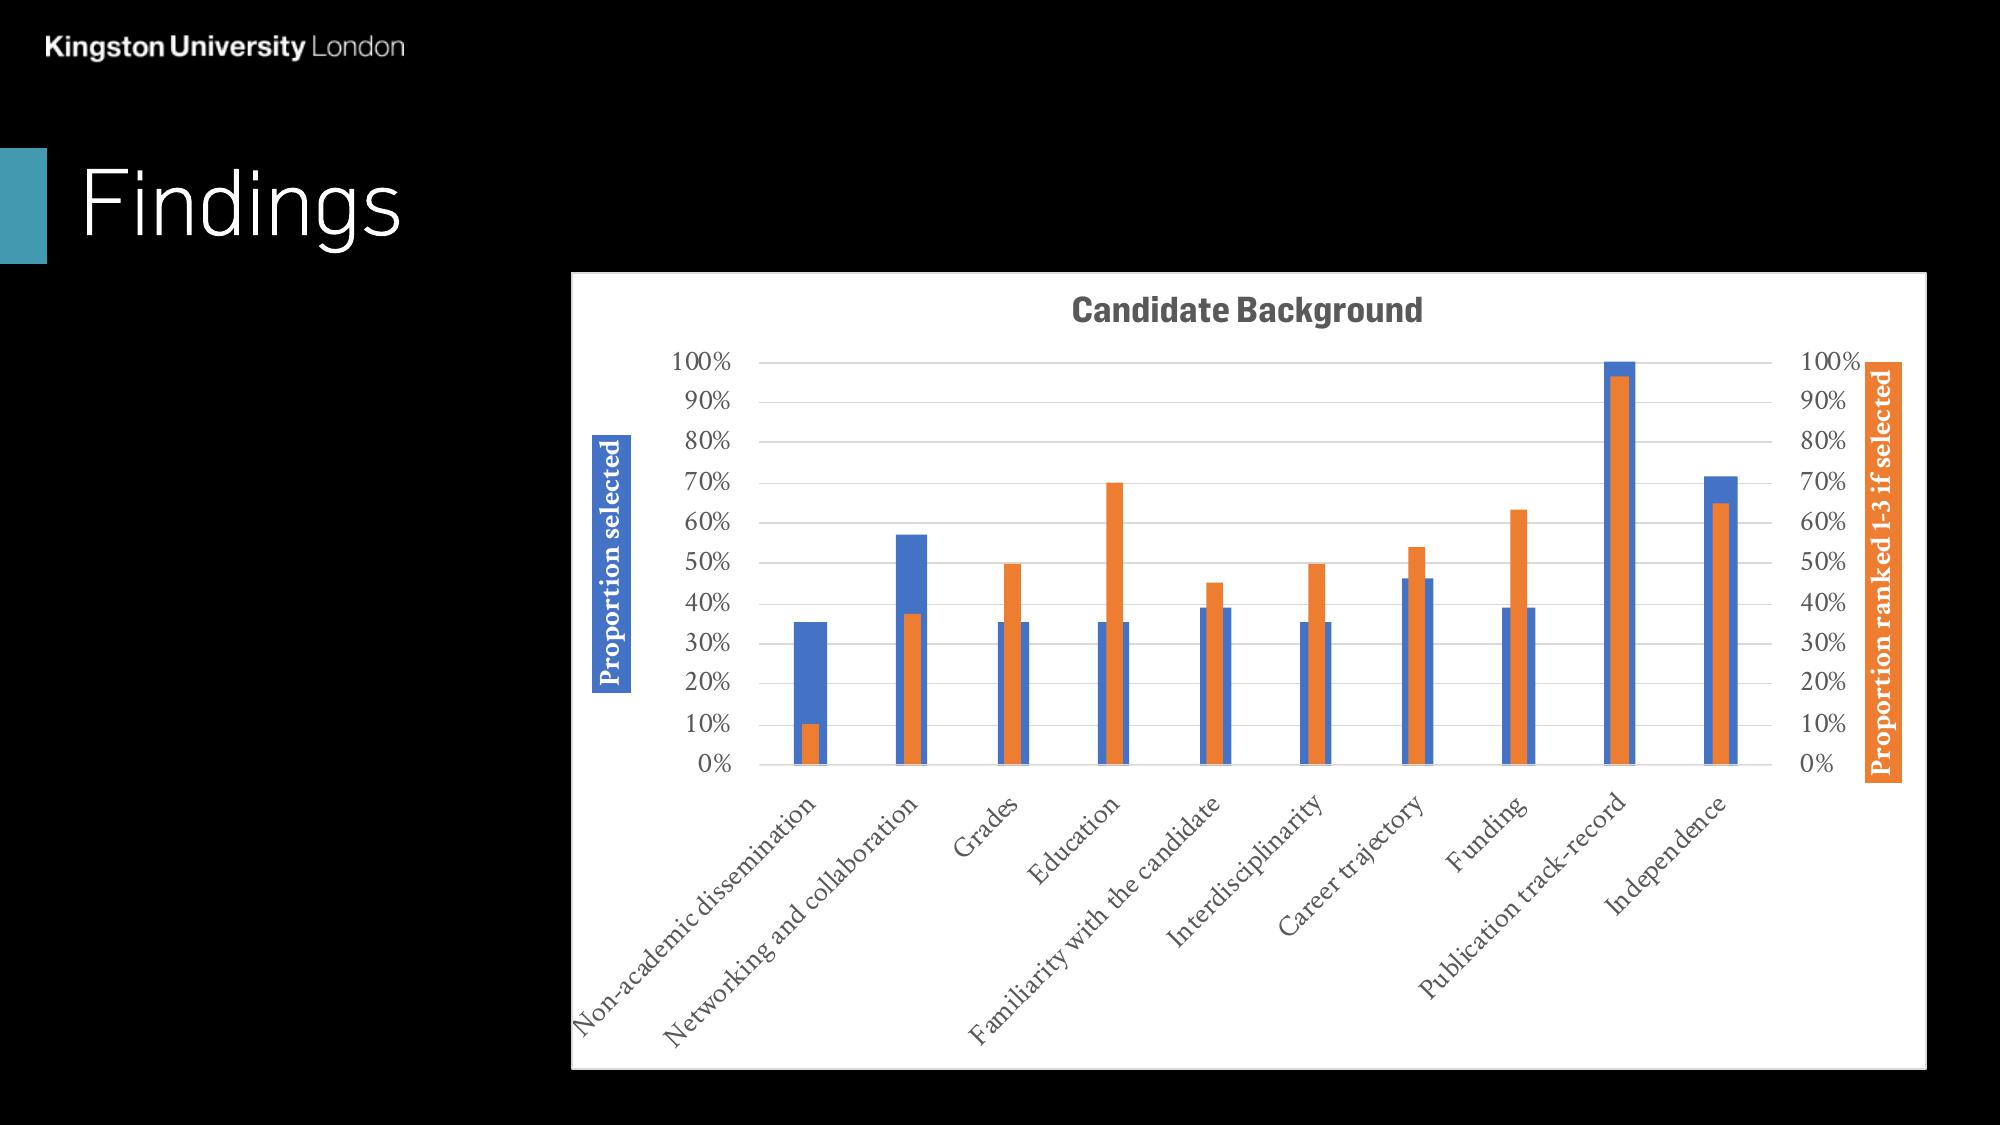 Kingston University London
Findings
Candidate Background
Proportion selected
100%
90%
80%
70%
60%
50%
40%
30%
20%
10%
0%
100%
90%
80%
70%
60%
50%
40%
30%
20%
10%
0%
Proportion ranked 1-3 if selected
Non-academic dissemination
Networking and collaboration
Grades
Education
Familiarity with the candidate
Interdisciplinarity
Career trajectory
Funding
Publication track-record
Independence